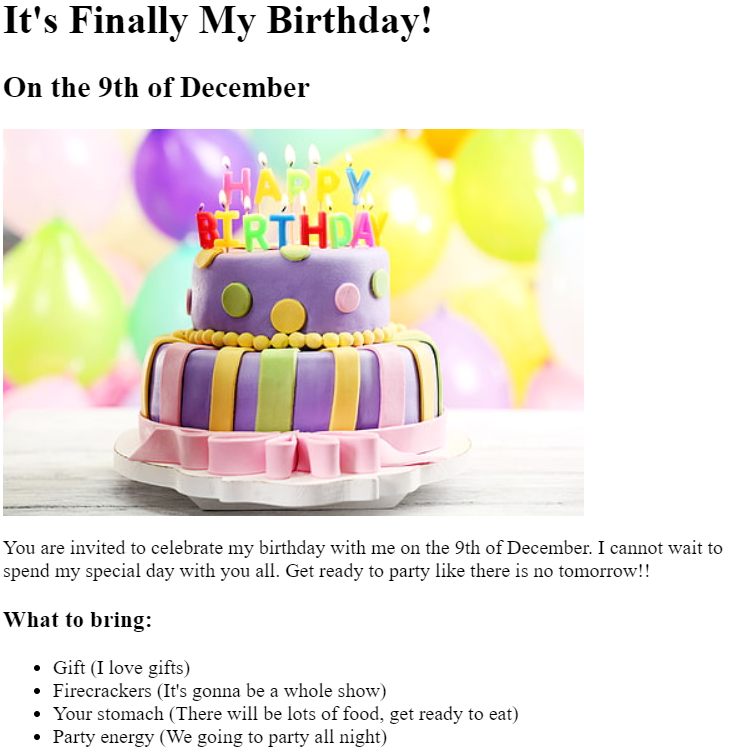 It's Finally My Birthday!
On the 9th of December
HAPPY
BIRTHDAY
You are invited to celebrate my birthday with me on the 9th of December. I cannot wait to
spend my special day with you all. Get ready to party like there is no tomorrow!!
What to bring:
• Gift (I love gifts)
• Firecrackers (It's gonna be a whole show)
• Your stomach (There will be lots of food, get ready to eat)
• Party energy (We going to party all night)